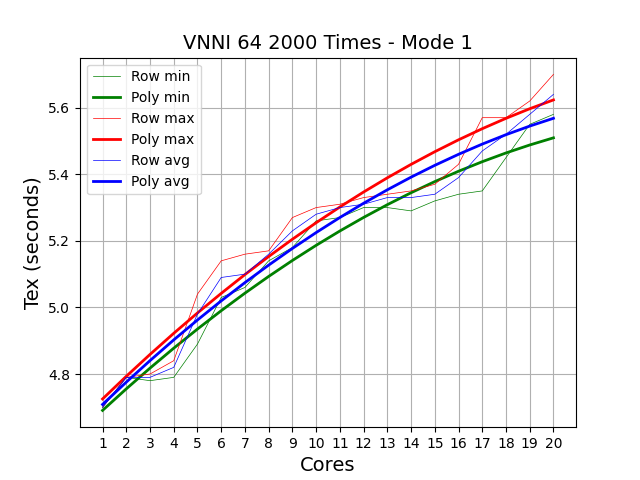 VNNI 64 2000 Times - Mode 1
Row min
Poly min
Row max
Poly max
Row avg
Poly avg
Tex (seconds)
5.6
5.4
5.2
5.0
4.8
1 2 3 4 5 6 7 8 9 10 11 12 13 14 15 16 17 18 19 20
Cores